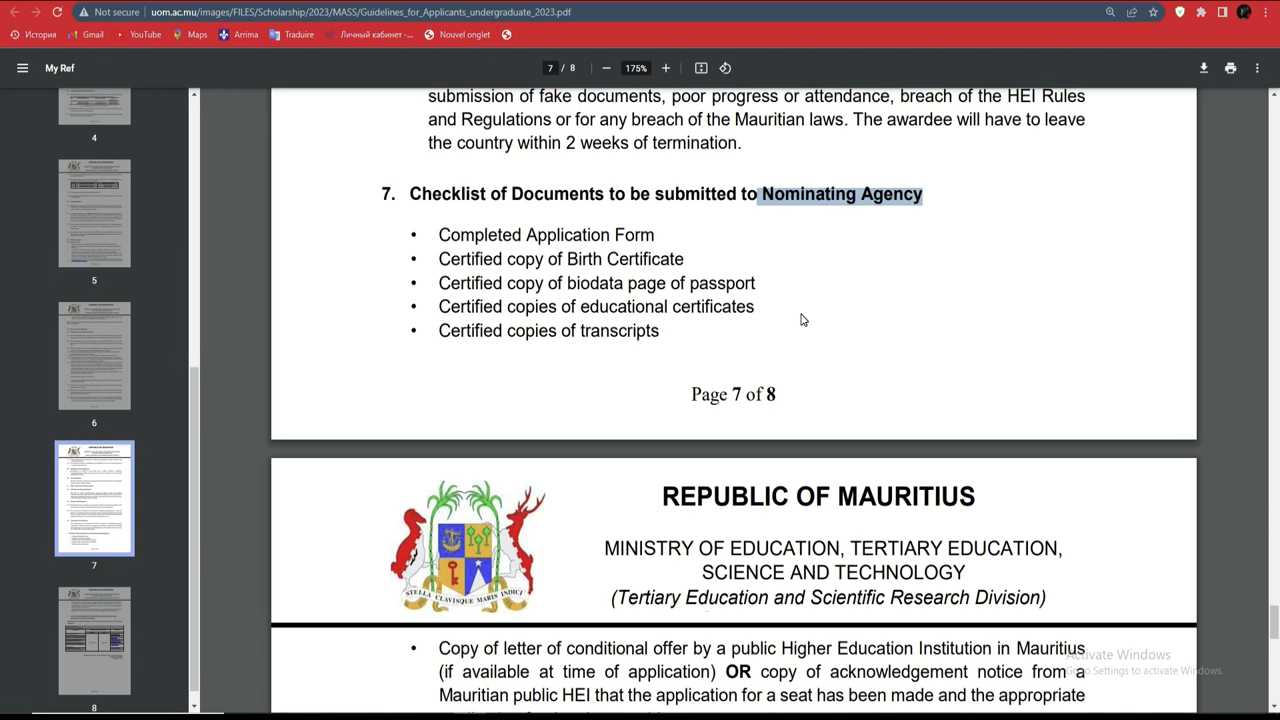 Not secure | uom.ac.mu/images/FILES/Scholarship/2023/MASS/Guidelines_for_Applicants_undergraduate_2023.pdf
История Gmail YouTube Maps Arrima Traduire Личный кабинет -... Nouvel onglet
My Ref 7 / 8 175%
4
5
6
7
8
submission of fake documents, poor progress or attendance, breach of the HEI Rules
and Regulations or for any breach of the Mauritian laws. The awardee will have to leave
the country within 2 weeks of termination.
7. Checklist of Documents to be submitted to Nominating Agency
• Completed Application Form
• Certified copy of Birth Certificate
• Certified copy of biodata page of passport
• Certified copies of educational certificates
• Certified copies of transcripts
Page 7 of 8
REPUBLIC OF MAURITIUS
MINISTRY OF EDUCATION, TERTIARY EDUCATION,
SCIENCE AND TECHNOLOGY
(Tertiary Education and Scientific Research Division)
STELLA CLAVISQUE MARIS INDICI
• Copy of letter of conditional offer by a public Higher Education Institution in Mauritius
(if available at time of application) OR copy of acknowledgement notice from a
Mauritian public HEI that the application for a seat has been made and the appropriate
Activate Windows
Go to Settings to activate Windows.